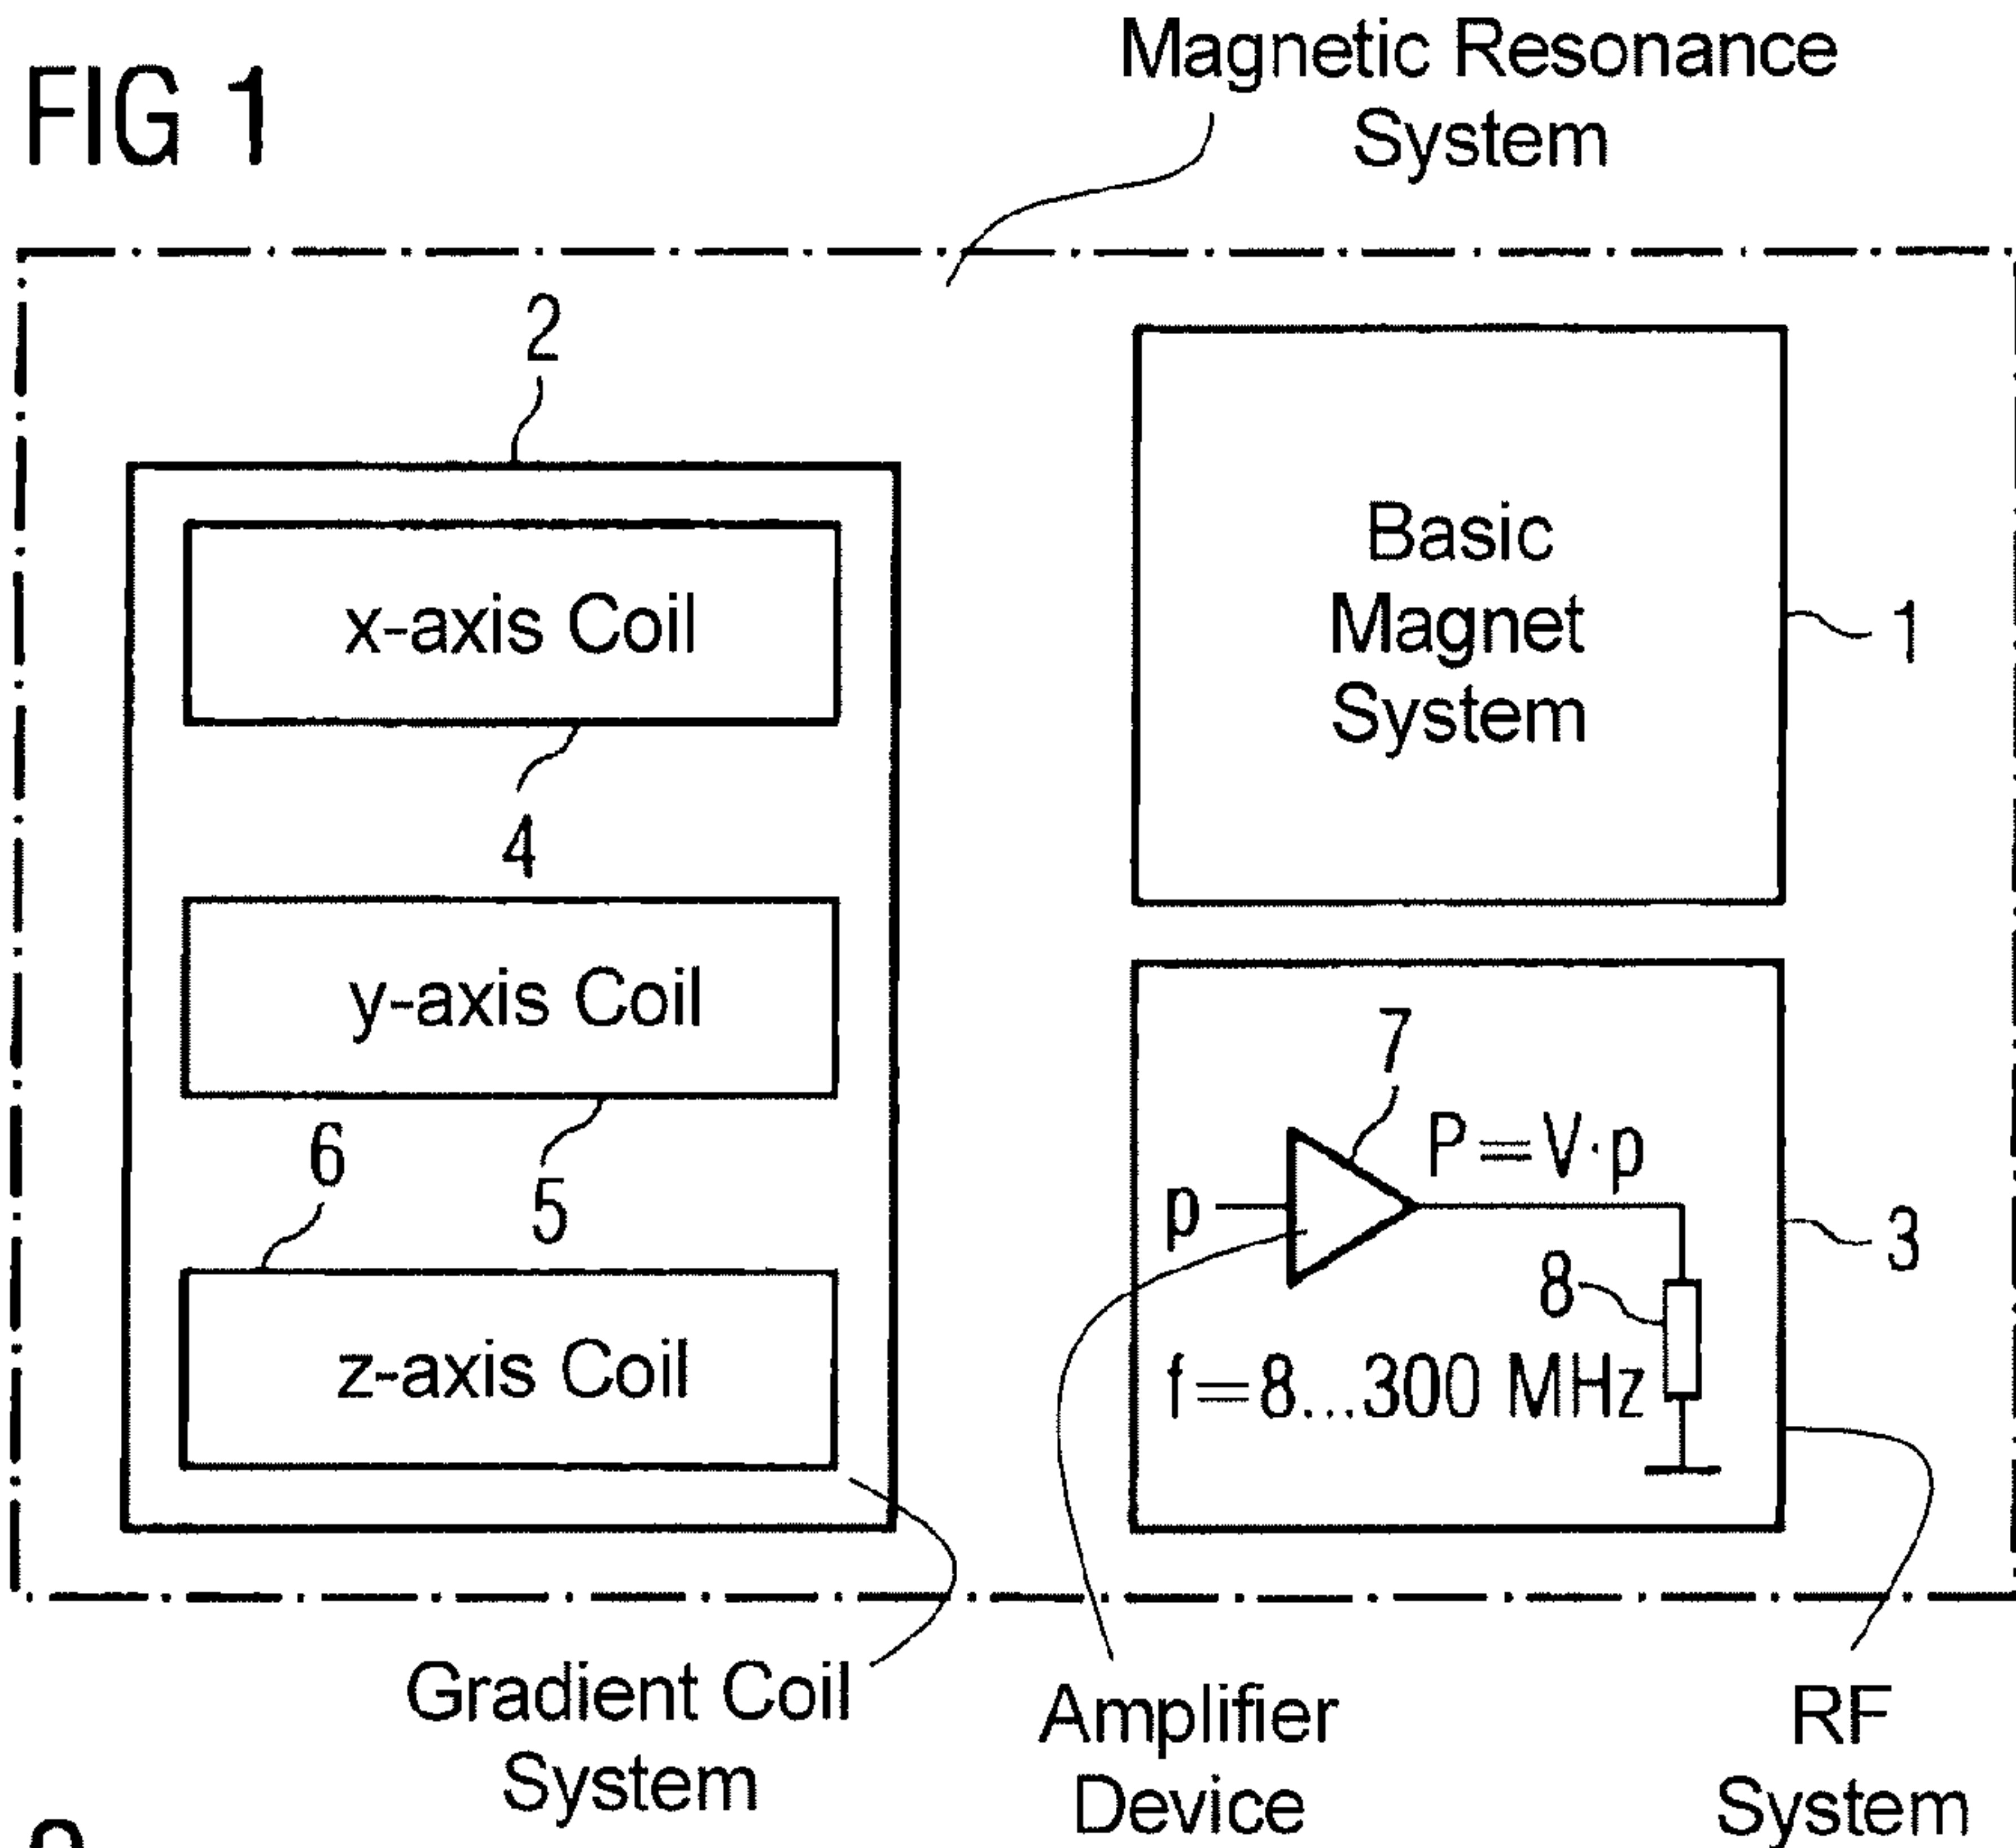 FIG 1
Magnetic Resonance
System
2
x-axis Coil
4
y-axis Coil
5
6
z-axis Coil
Basic
Magnet
System
1
7
P=V·p
p
3
8
f=8...300 MHz
Gradient Coil
System
Amplifier
Device
RF
System